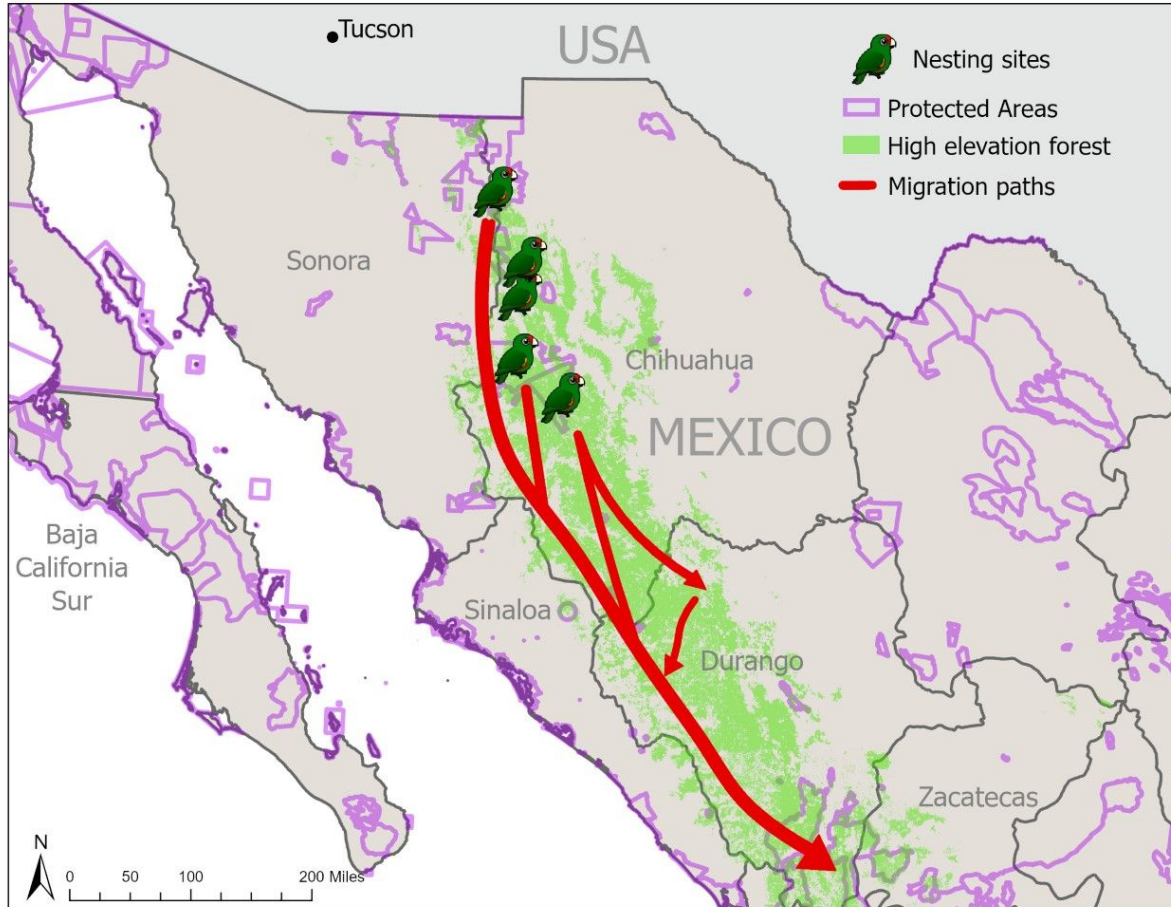 Tucson
USA
Nesting sites
Protected Areas
High elevation forest
Migration paths
Sonora
Chihuahua
MEXICO
Baja
California
Sur
Sinaloa
Durango
Zacatecas
N
0 50 100 200 Miles